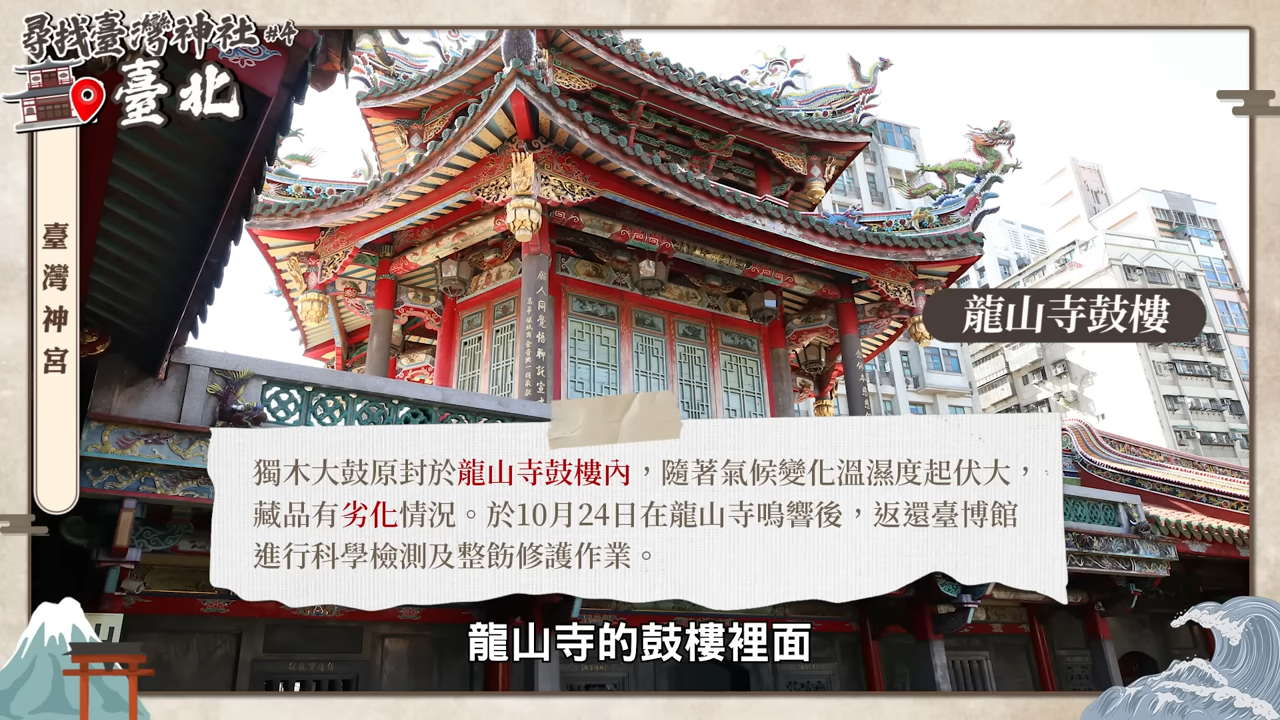 尋找臺灣神社 #4
臺北
臺灣神宮
龍山寺鼓樓
獨木大鼓原封於龍山寺鼓樓內，隨著氣候變化溫濕度起伏大，
藏品有劣化情況。於10月24日在龍山寺鳴響後，返還臺博館
進行科學檢測及整飭修護作業。
龍山寺的鼓樓裡面